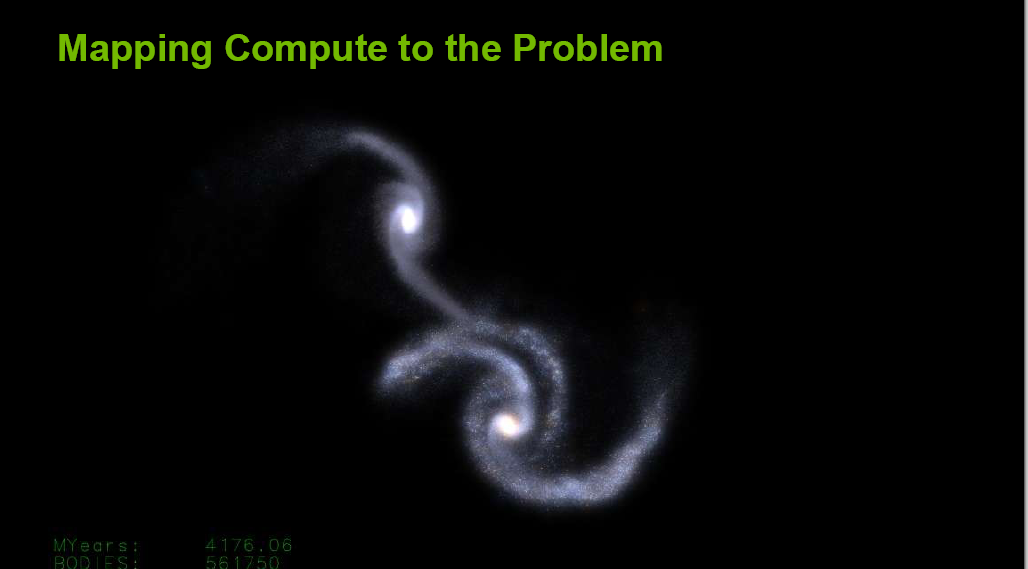 Mapping Compute to the Problem
MYears: 4176.06
BODIES: 561750